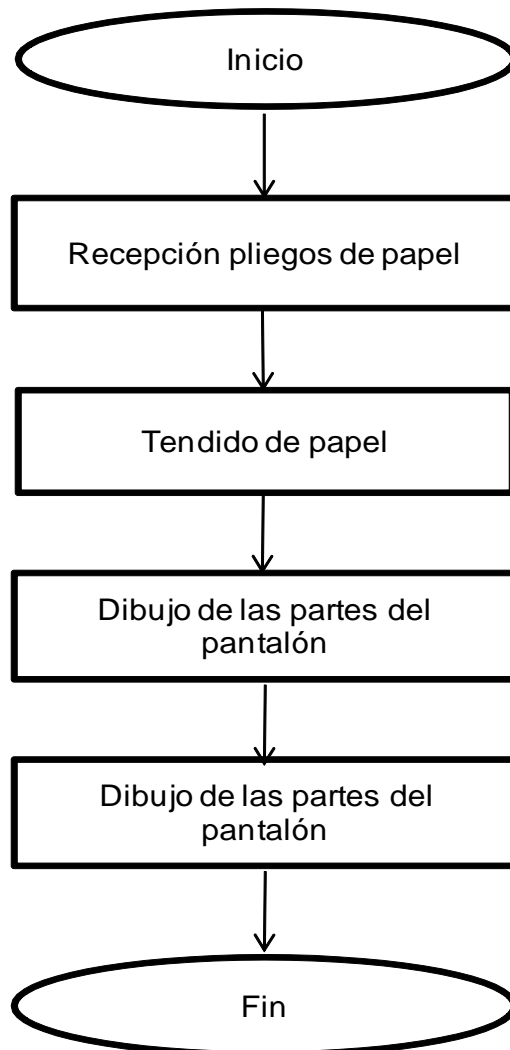 Inicio
Recepción pliegos de papel
Tendido de papel
Dibujo de las partes del
pantalón
Dibujo de las partes del
pantalón
Fin